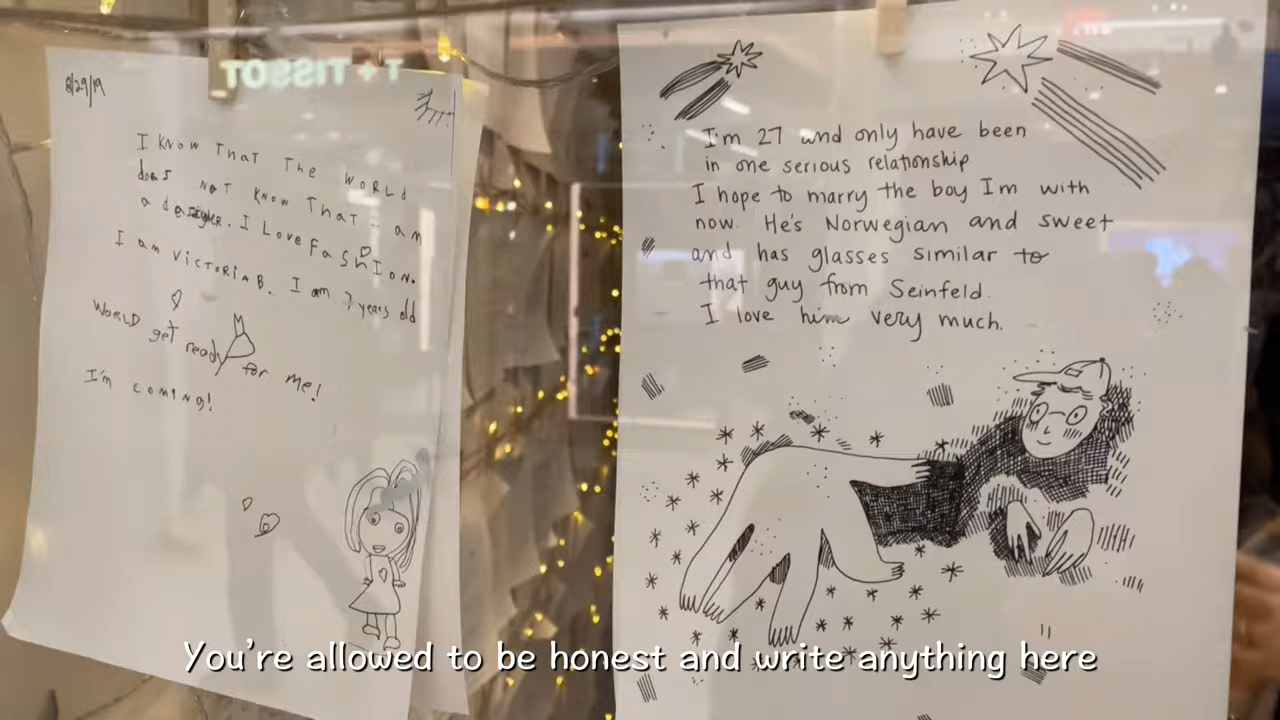 8/29/19
I KNOW THAT The WORLD
does NOT KNOW THAT I am
a designer. I Love FaShIon.
I am VICTORIA B. I am 7 years old
WORLD get ready for me!
I'm coming!
T + TISSOT
I'm 27 and only have been
in one serious relationship
I hope to marry the boy Im with
now. He's Norwegian and sweet
and has glasses similar to
that guy from Seinfeld.
I love him very much.
You're allowed to be honest and write anything here